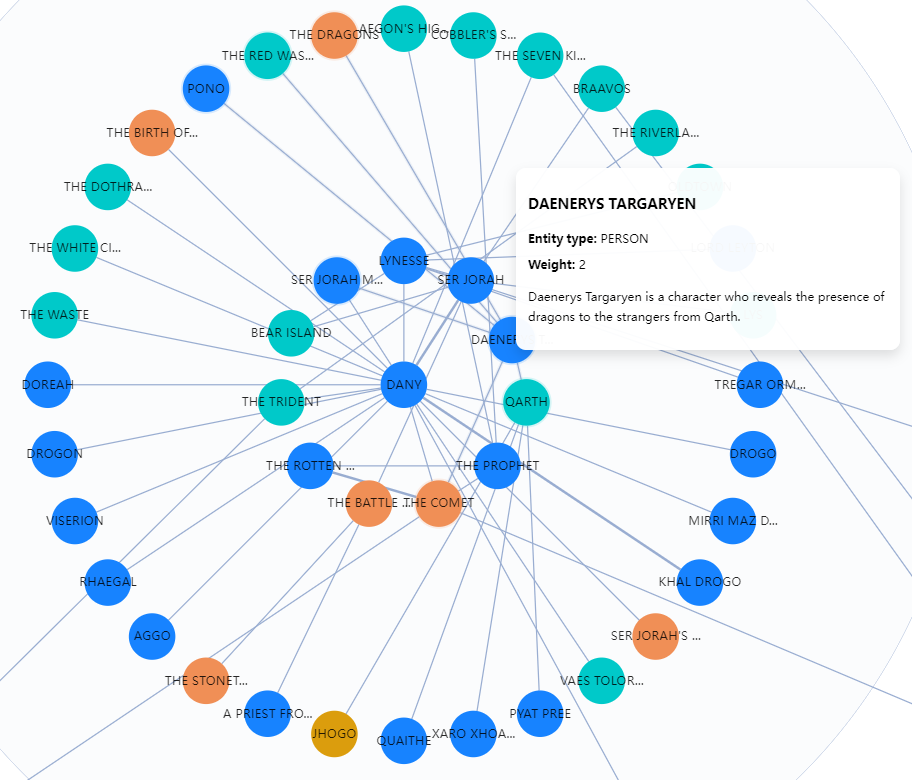 THE DRAGONS
AEGON'S HIG...
COBBLER'S S...
THE RED WAS...
THE SEVEN KI...
PONO
BRAAVOS
THE BIRTH OF...
THE RIVERLA...
THE DOTHRA...
DAENERYS TARGARYEN
Entity type: PERSON
Weight: 2
Daenerys Targaryen is a character who reveals the presence of
dragons to the strangers from Qarth.
THE WHITE CI...
LYNESSE
SER JORAH M...
SER JORAH
THE WASTE
BEAR ISLAND
DAENER
DOREAH
DANY
TREGAR ORM...
THE TRIDENT
QARTH
DROGON
THE ROTTEN ...
THE PROPHET
DROGO
THE BATTLE ...
THE COMET
VISERION
MIRRI MAZ D...
RHAEGAL
KHAL DROGO
AGGO
SER JORAH'S ...
THE STONET...
VAES TOLOR...
A PRIEST FRO...
JHOGO
QUAITHE
XARO XHOA...
PYAT PREE